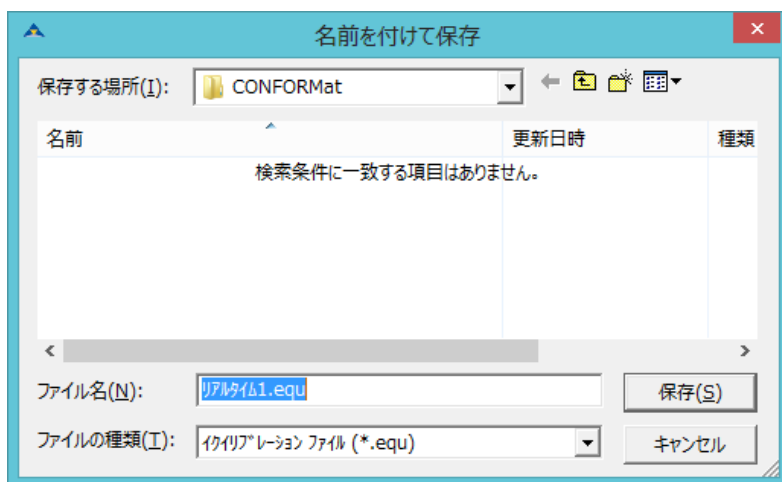 名前を付けて保存
保存する場所(I): CONFORMat
名前 更新日時 種類
検索条件に一致する項目はありません。
ファイル名(N): ﾘｱﾙﾀｲﾑ1.equ 保存(S)
ファイルの種類(T): ｲｸｲﾘﾌﾞﾚｰｼｮﾝ ﾌｧｲﾙ (*.equ) キャンセル